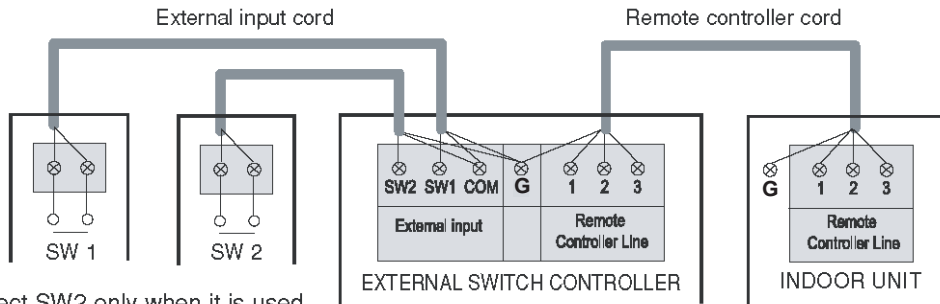 External input cord
Remote controller cord
SW2 SW1 COM G 1 2 3
G 1 2 3
External input
Remote
Controller Line
Remote
Controller Line
SW 1
SW 2
EXTERNAL SWITCH CONTROLLER
INDOOR UNIT
SW2 only when it is used